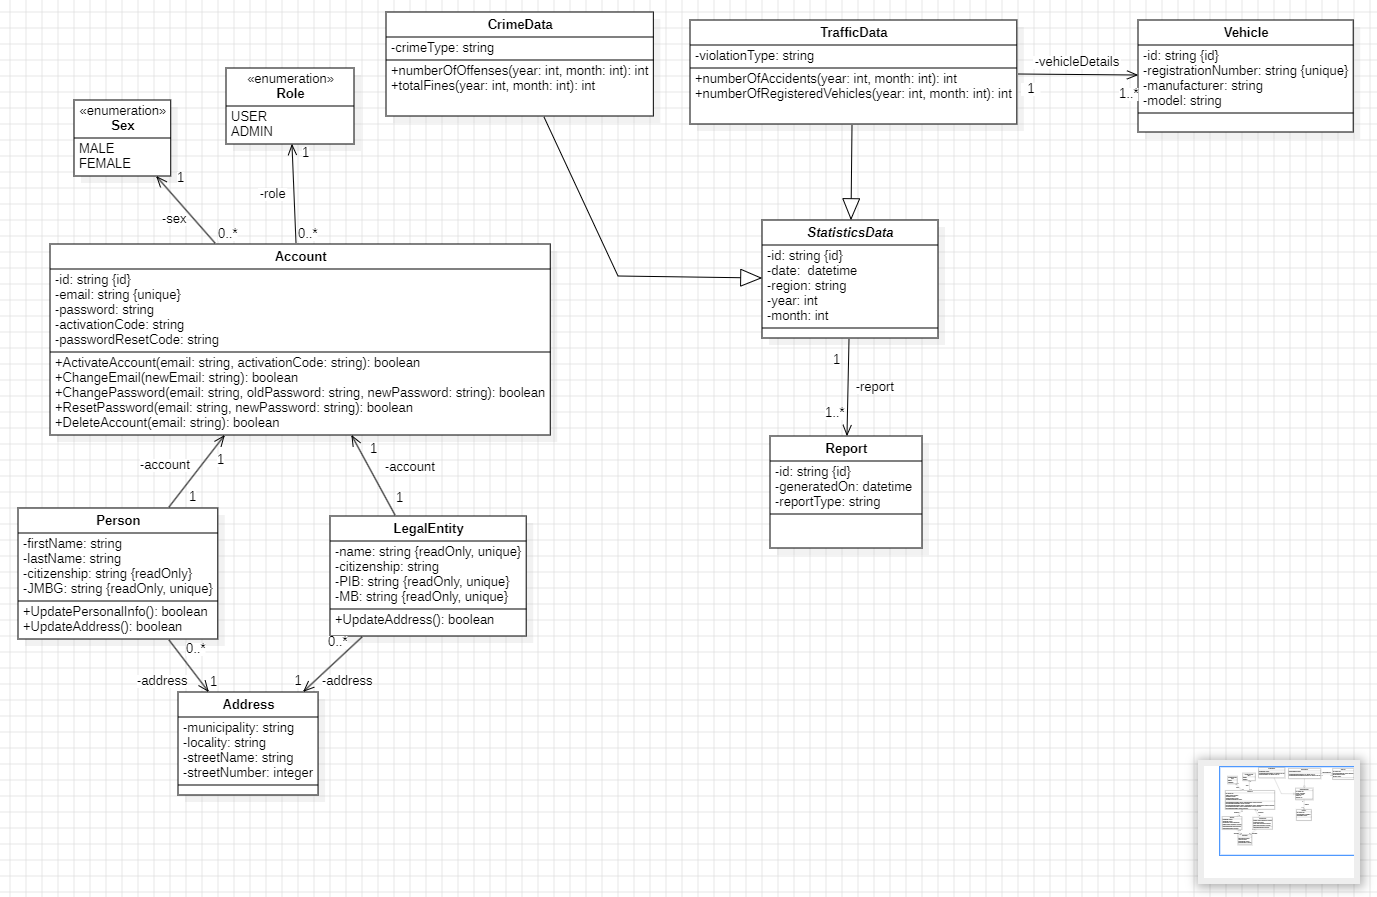 CrimeData
-crimeType: string
+numberOfOffenses(year: int, month: int): int
+totalFines(year: int, month: int): int
TrafficData
-violationType: string
+numberOfAccidents(year: int, month: int): int
+numberOfRegisteredVehicles(year: int, month: int): int
-vehicleDetails
1
1..*
Vehicle
-id: string {id}
-registrationNumber: string {unique}
-manufacturer: string
-model: string
«enumeration»
Role
USER
ADMIN
«enumeration»
Sex
MALE
FEMALE
1
-role
0..*
1
-sex
0..*
StatisticsData
-id: string {id}
-date:  datetime
-region: string
-year: int
-month: int
Account
-id: string {id}
-email: string {unique}
-password: string
-activationCode: string
-passwordResetCode: string
+ActivateAccount(email: string, activationCode: string): boolean
+ChangeEmail(newEmail: string): boolean
+ChangePassword(email: string, oldPassword: string, newPassword: string): boolean
+ResetPassword(email: string, newPassword: string): boolean
+DeleteAccount(email: string): boolean
1
-report
1..*
Report
-id: string {id}
-generatedOn: datetime
-reportType: string
-account
1
1
1
-account
1
Person
-firstName: string
-lastName: string
-citizenship: string {readOnly}
-JMBG: string {readOnly, unique}
+UpdatePersonalInfo(): boolean
+UpdateAddress(): boolean
LegalEntity
-name: string {readOnly, unique}
-citizenship: string
-PIB: string {readOnly, unique}
-MB: string {readOnly, unique}
+UpdateAddress(): boolean
0..*
-address
1
0..*
1
-address
Address
-municipality: string
-locality: string
-streetName: string
-streetNumber: integer